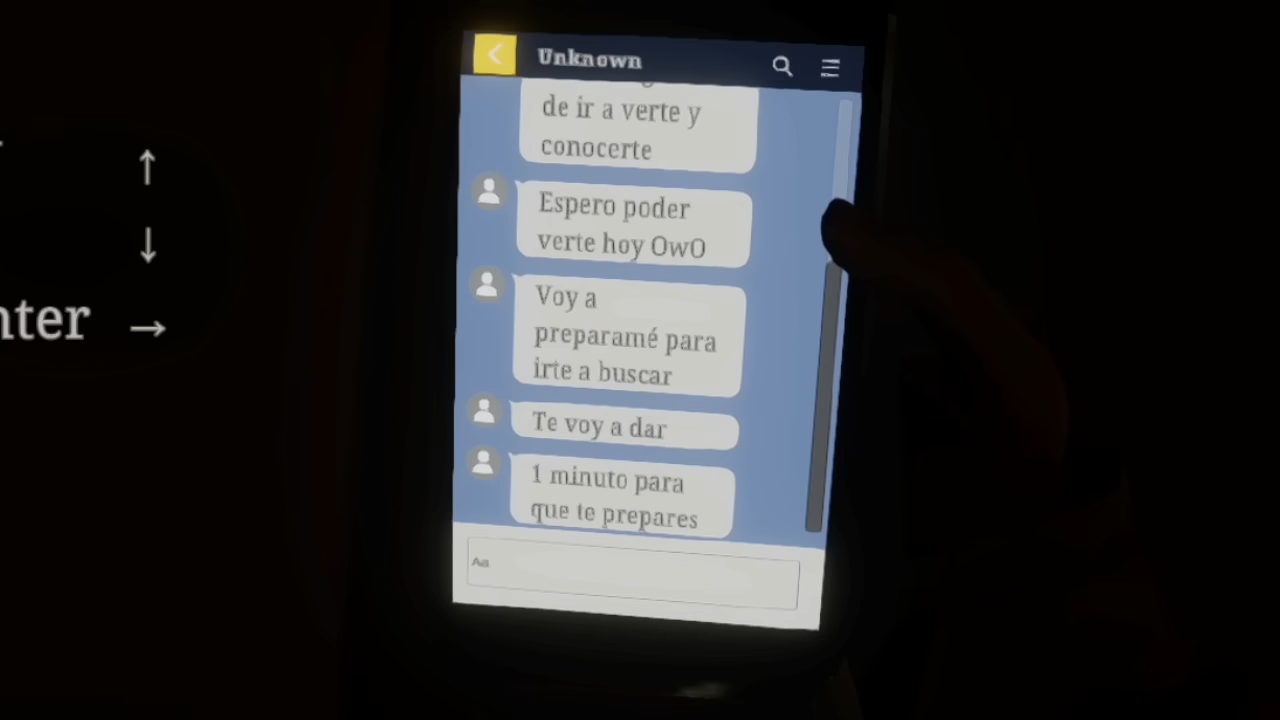 Unknown
de ir a verte y
conocerte
Espero poder
verte hoy OwO
Voy a
preparamé para
irte a buscar
Te voy a dar
1 minuto para
que te prepares
Aa
↑
↓
nter →